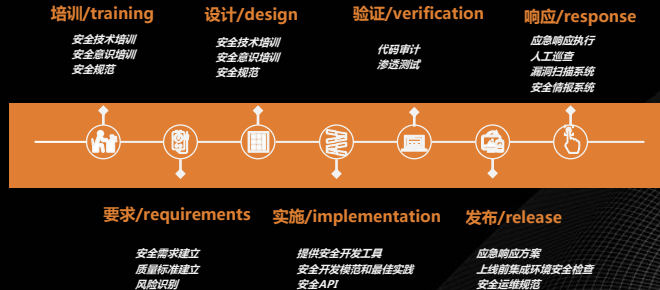 培训/training
安全技术培训
安全意识培训
安全规范
设计/design
安全技术培训
安全意识培训
安全规范
验证/verification
代码审计
渗透测试
响应/response
应急响应执行
人工巡查
漏洞扫描系统
安全情报系统
要求/requirements
安全需求建立
质量标准建立
风险识别
实施/implementation
提供安全开发工具
安全开发模范和最佳实践
安全API
发布/release
应急响应方案
上线前集成环境安全检查
安全运维规范